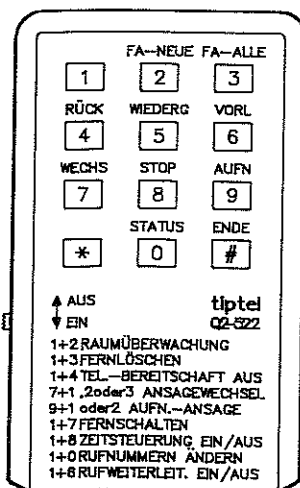 FA-NEUE FA-ALLE
1 2 3
RÜCK WIEDERG VORL
4 5 6
WECHS STOP AUFN
7 8 9
STATUS ENDE
* 0 #
AUS tiptel
EIN Q2-522
1+2 RAUMÜBERWACHUNG
1+3 FERNLÖSCHEN
1+4 TEL.-BEREITSCHAFT AUS
7+1 ,2oder3 ANSAGEWECHSEL
9+1 oder2 AUFN.-ANSAGE
1+7 FERNSCHALTEN
1+8 ZEITSTEUERUNG EIN/AUS
1+0 RUFNUMMERN ÄNDERN
1+6 RUFWEITERLEIT. EIN/AUS